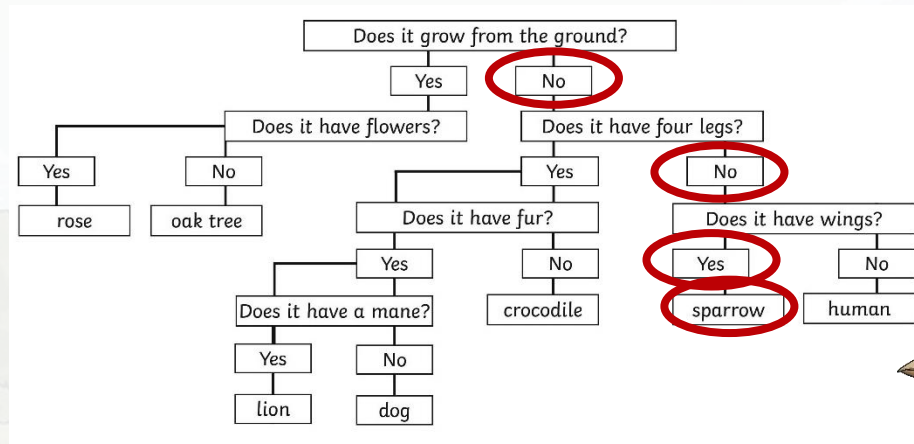 Does it grow from the ground?
Yes
No
Does it have flowers?
Does it have four legs?
Yes
No
Yes
No
rose
oak tree
Does it have fur?
Does it have wings?
Yes
No
Yes
No
Does it have a mane?
crocodile
sparrow
human
Yes
No
lion
dog